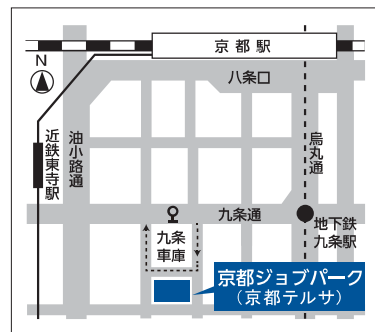 京都駅
N
八条口
近鉄東寺駅
油小路通
烏丸通
九条通
地下鉄
九条駅
九条
車庫
京都ジョブパーク
（京都テルサ）